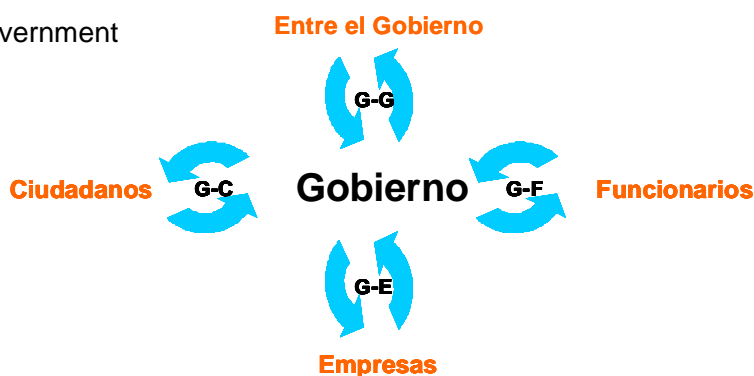 Entre el Gobierno
vernment
G-G
Ciudadanos G-C Gobierno G-F Funcionarios
G-E
Empresas